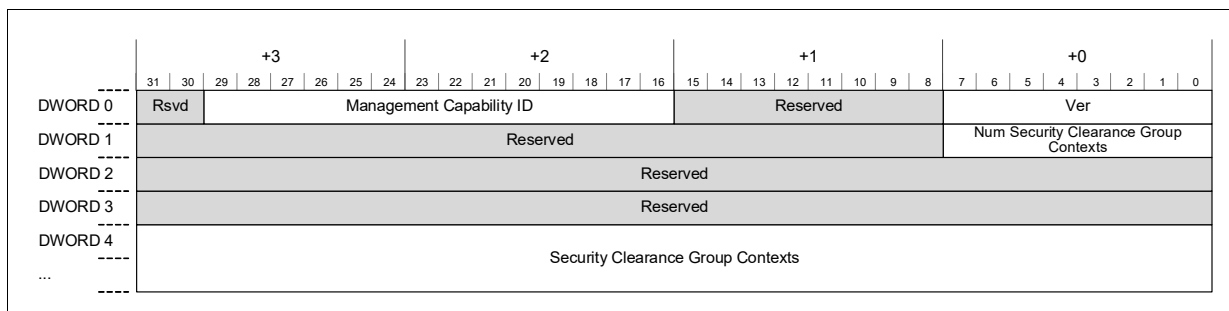 +3 +2 +1 +0
31 30 29 28 27 26 25 24 23 22 21 20 19 18 17 16 15 14 13 12 11 10 9 8 7 6 5 4 3 2 1 0
DWORD 0 Rsvd Management Capability ID Reserved Ver
DWORD 1 Reserved Num Security Clearance Group
Contexts
DWORD 2 Reserved
DWORD 3 Reserved
DWORD 4
Security Clearance Group Contexts
...